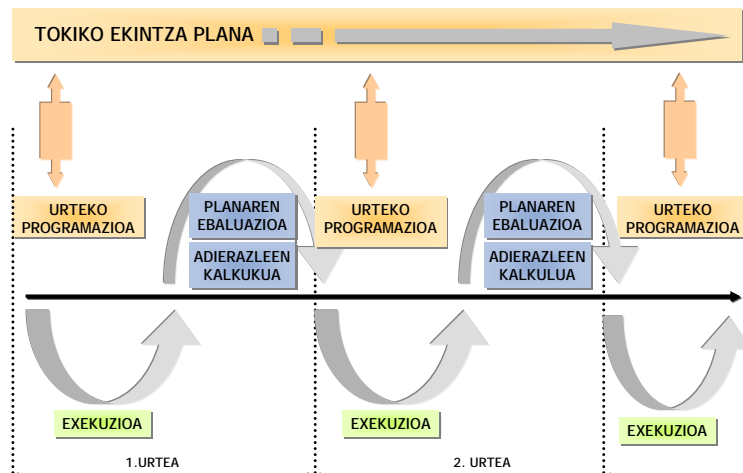 TOKIKO EKINTZA PLANA
URTEKO
PROGRAMAZIOA
PLANAREN
EBALUAZIOA
ADIERAZLEEN
KALKUKUA
URTEKO
PROGRAMAZIOA
PLANAREN
EBALUAZIOA
ADIERAZLEEN
KALKULUA
URTEKO
PROGRAMAZIOA
EXEKUZIOA
EXEKUZIOA
EXEKUZIOA
1.URTEA
2. URTEA